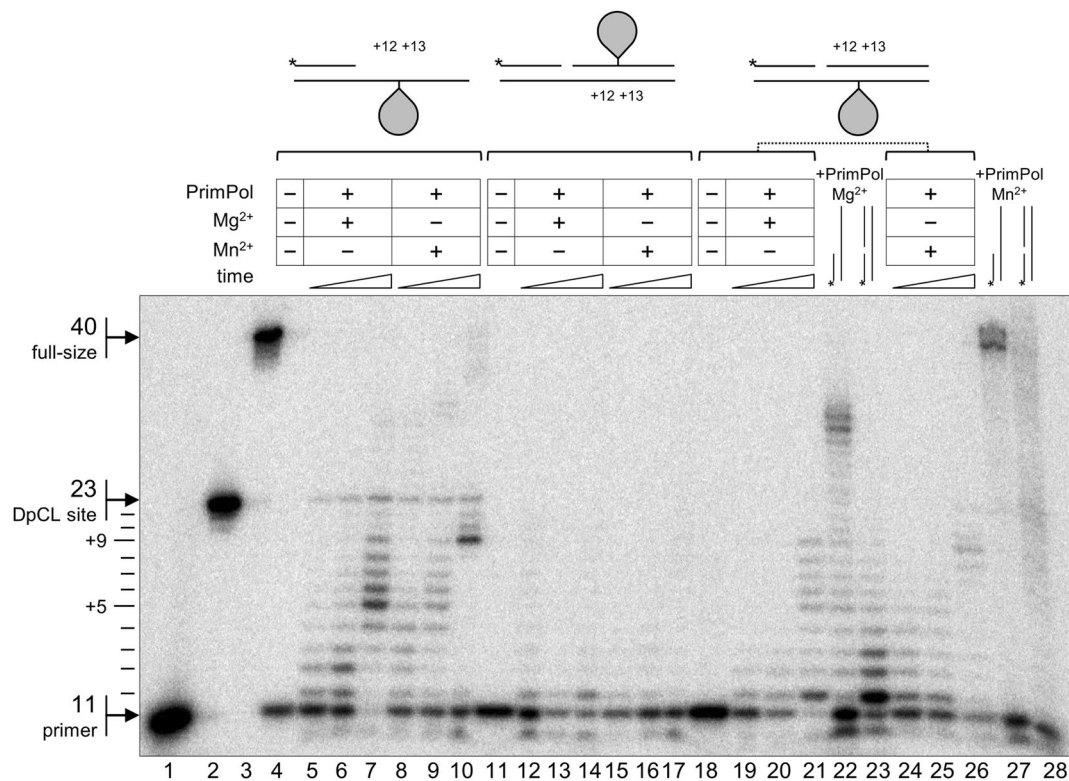 +12 +13
+12 +13
+12 +13
+PrimPol
Mg2+
+PrimPol
Mn2+
PrimPol − + + − + + − + +
Mg2+ − + − − + − − + −
Mn2+ − − + − − + − − +
time
* * * *
40
full-size
23
DpCL site
+9
+5
11
primer
1 2 3 4 5 6 7 8 9 10 11 12 13 14 15 16 17 18 19 20 21 22 23 24 25 26 27 28